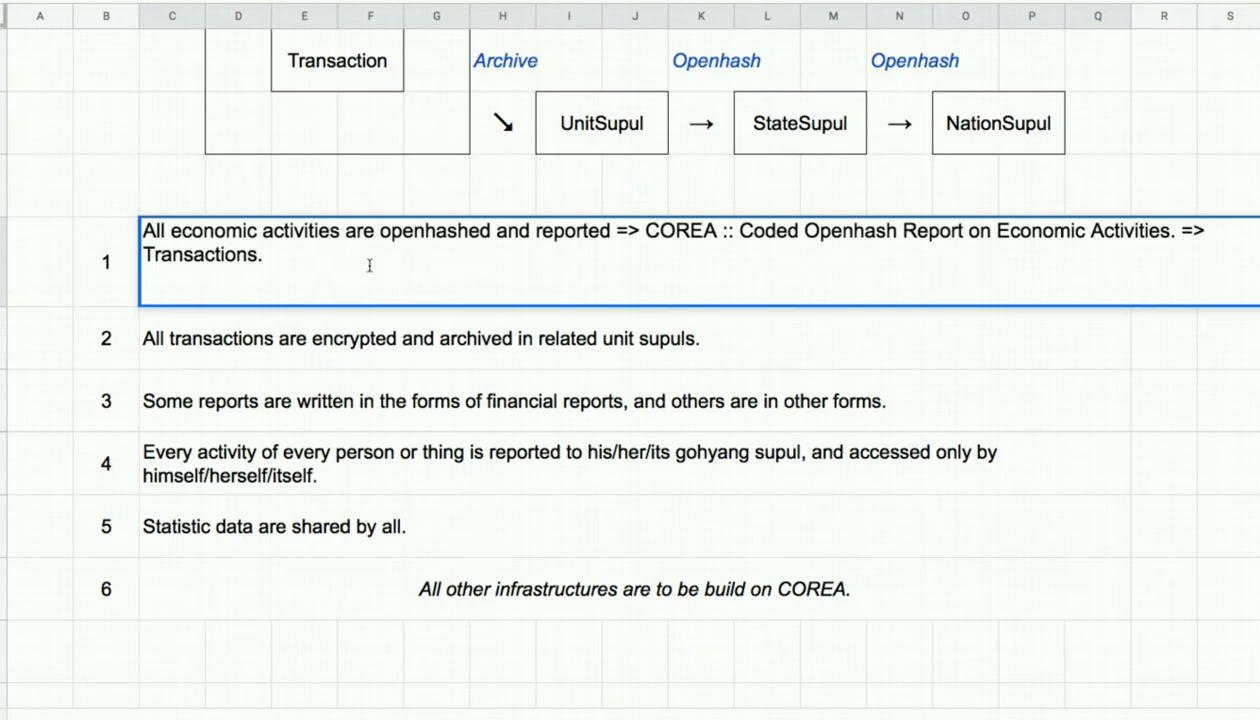 A B C D E F G H I J K L M N O P Q R S
Transaction Archive Openhash Openhash
↘ UnitSupul → StateSupul → NationSupul
1 All economic activities are openhashed and reported => COREA :: Coded Openhash Report on Economic Activities. =>
Transactions.
2 All transactions are encrypted and archived in related unit supuls.
3 Some reports are written in the forms of financial reports, and others are in other forms.
4 Every activity of every person or thing is reported to his/her/its gohyang supul, and accessed only by
himself/herself/itself.
5 Statistic data are shared by all.
6 All other infrastructures are to be build on COREA.